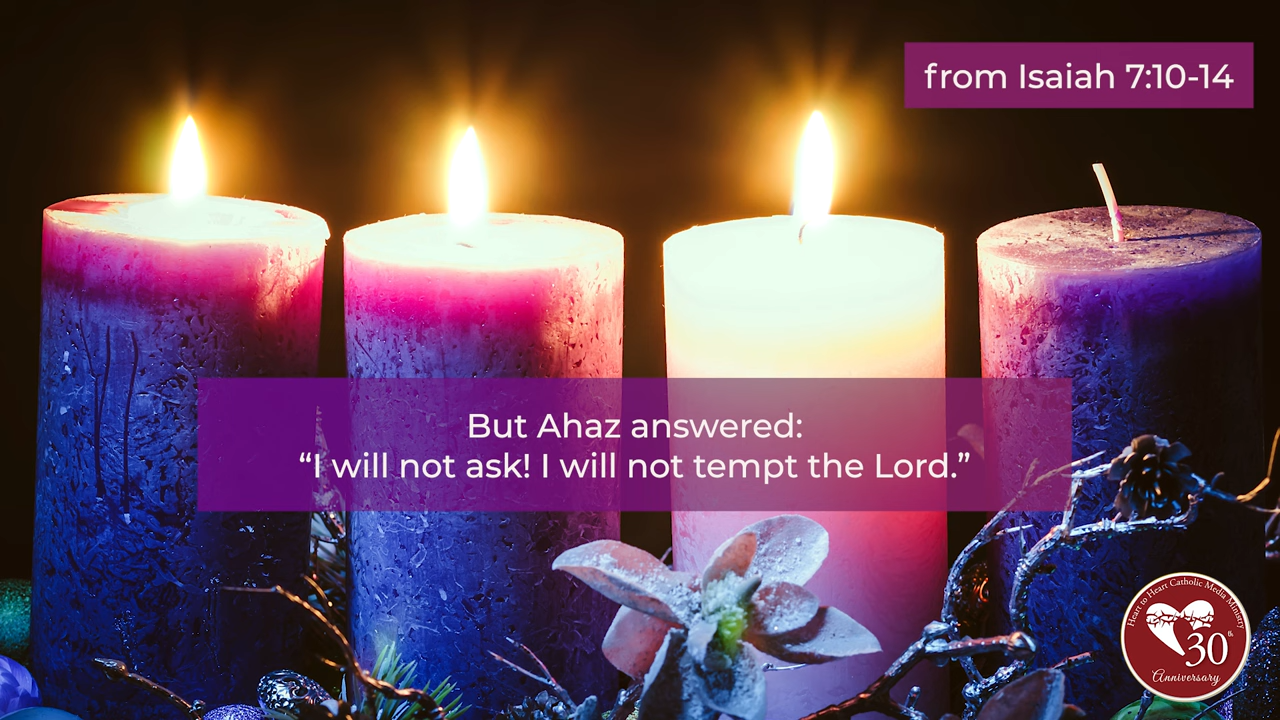 from Isaiah 7:10-14
But Ahaz answered:
“I will not ask! I will not tempt the Lord.”
Heart to Heart Catholic Media Ministry
30th
Anniversary